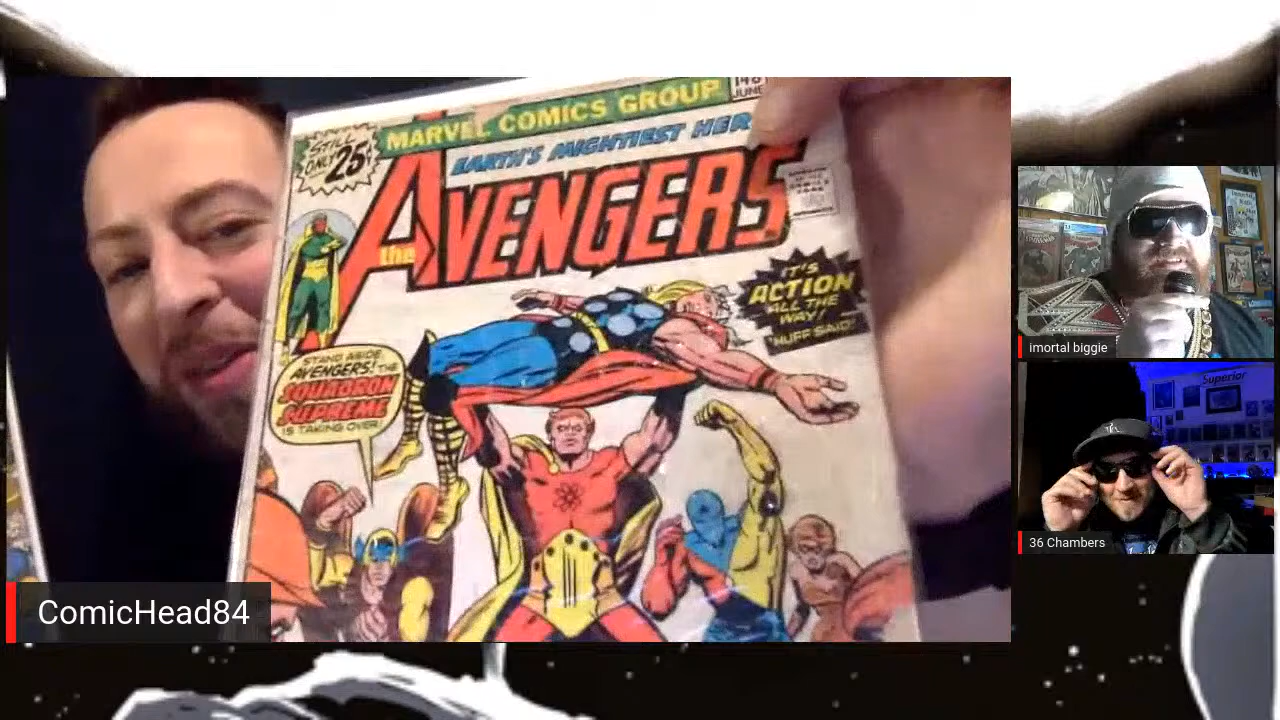 MARVEL COMICS GROUP
148
JUNE
STILL
ONLY 25¢
EARTH'S MIGHTIEST HER
the AVENGERS
IT'S
ACTION
ALL THE
WAY!
'NUFF SAID!
STAND ASIDE,
AVENGERS! THE
SQUADRON
SUPREME
IS TAKING OVER!
ComicHead84
imortal biggie
Superior
36 Chambers